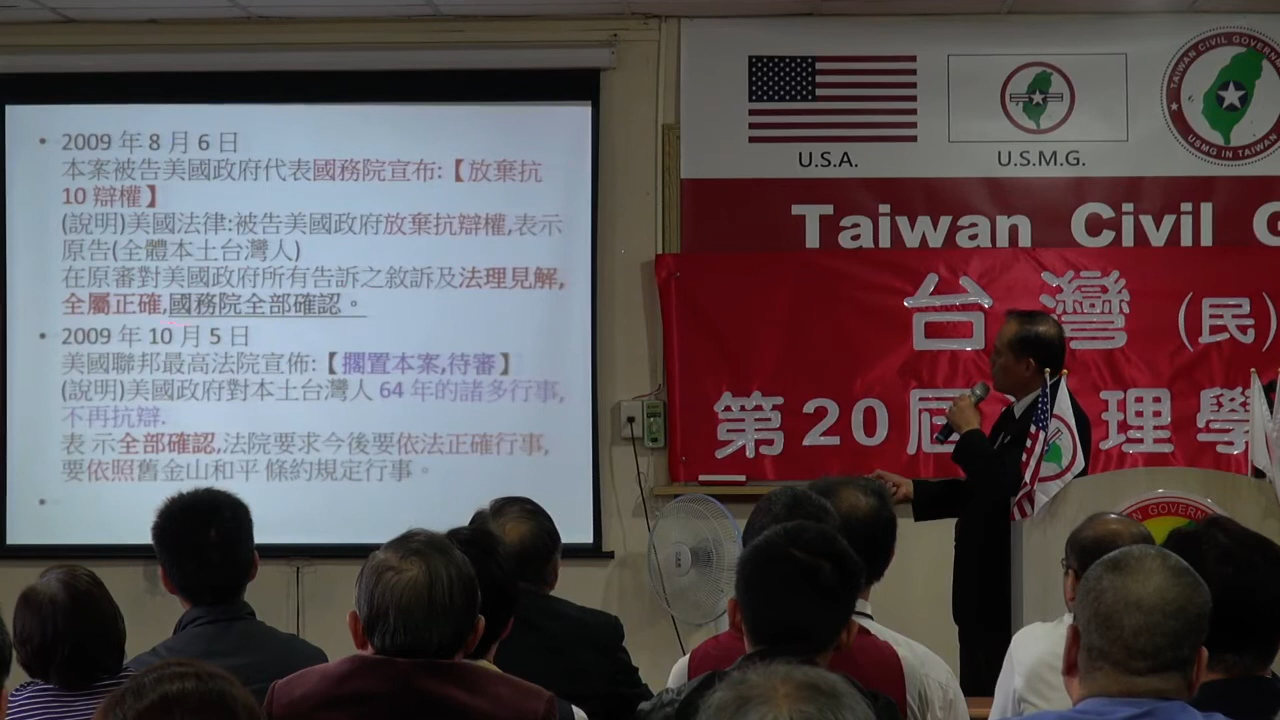 2009 年 8 月 6 日
本案被告美國政府代表國務院宣布:【放棄抗
10 辯權】
(說明)美國法律:被告美國政府放棄抗辯權,表示
原告(全體本土台灣人)
在原審對美國政府所有告訴之敘訴及法理見解,
全屬正確,國務院全部確認。
2009 年 10 月 5 日
美國聯邦最高法院宣佈:【擱置本案,待審】
(說明)美國政府對本土台灣人 64 年的諸多行事,
不再抗辯.
表 示全部確認,法院要求今後要依法正確行事,
要依照舊金山和平 條約規定行事。
U.S.A.
U.S.M.G.
TAIWAN CIVIL GOVERN
USMG IN TAIWAN
Taiwan Civil G
台灣(民)
第20屆 理學